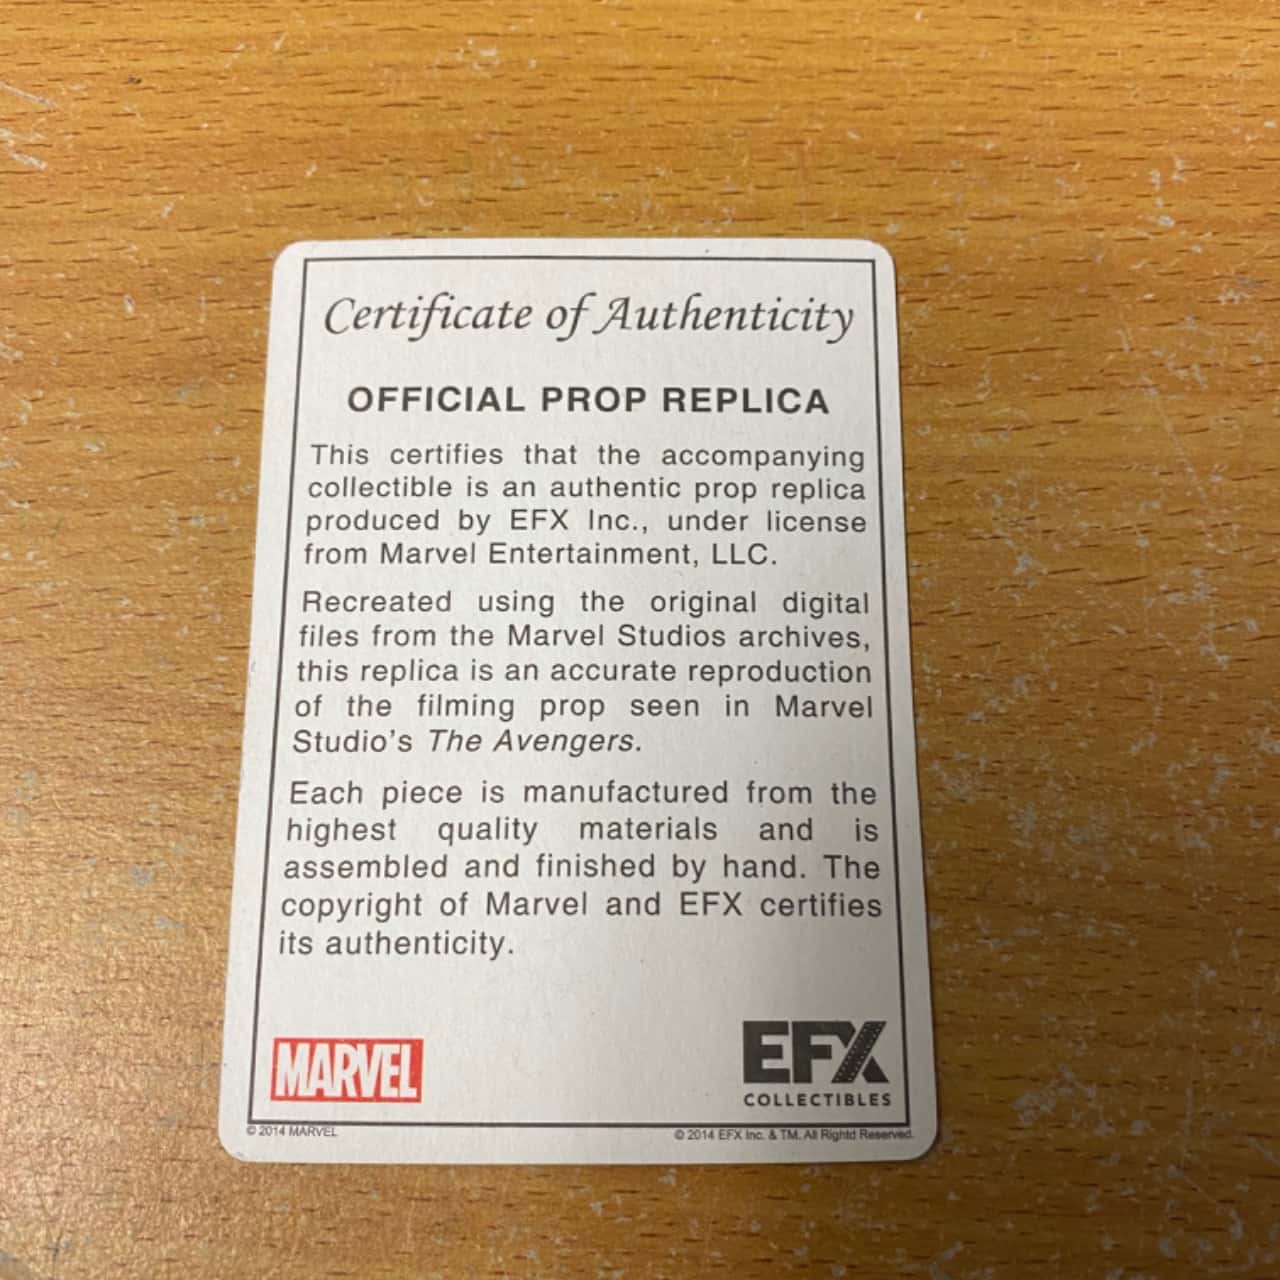 Certificate of Authenticity
OFFICIAL PROP REPLICA
This certifies that the accompanying
collectible is an authentic prop replica
produced by EFX Inc., under license
from Marvel Entertainment, LLC.
Recreated using the original digital
files from the Marvel Studios archives,
this replica is an accurate reproduction
of the filming prop seen in Marvel
Studio's The Avengers.
Each piece is manufactured from the
highest quality materials and is
assembled and finished by hand. The
copyright of Marvel and EFX certifies
its authenticity.
MARVEL
EFX
COLLECTIBLES
© 2014 MARVEL
© 2014 EFX Inc. & TM. All Rightd Reserved.